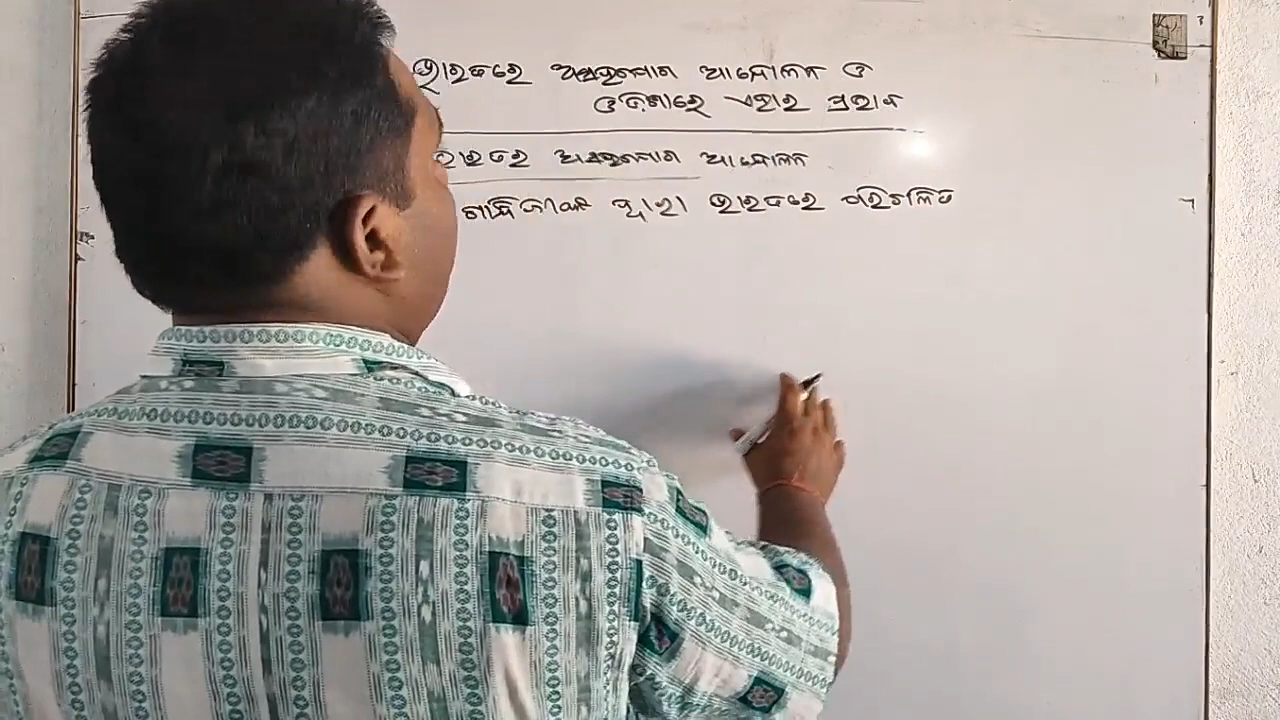 ଭାରତରେ ଅସହଯୋଗ ଆନ୍ଦୋଳନ ଓ
ଓଡ଼ିଶାରେ ଏହାର ପ୍ରଭାବ
ଭାରତରେ ଅସହଯୋଗ ଆନ୍ଦୋଳନ
ଗାନ୍ଧିଜୀଙ୍କ ଦ୍ୱାରା ଭାରତରେ ପରିଚାଳିତ